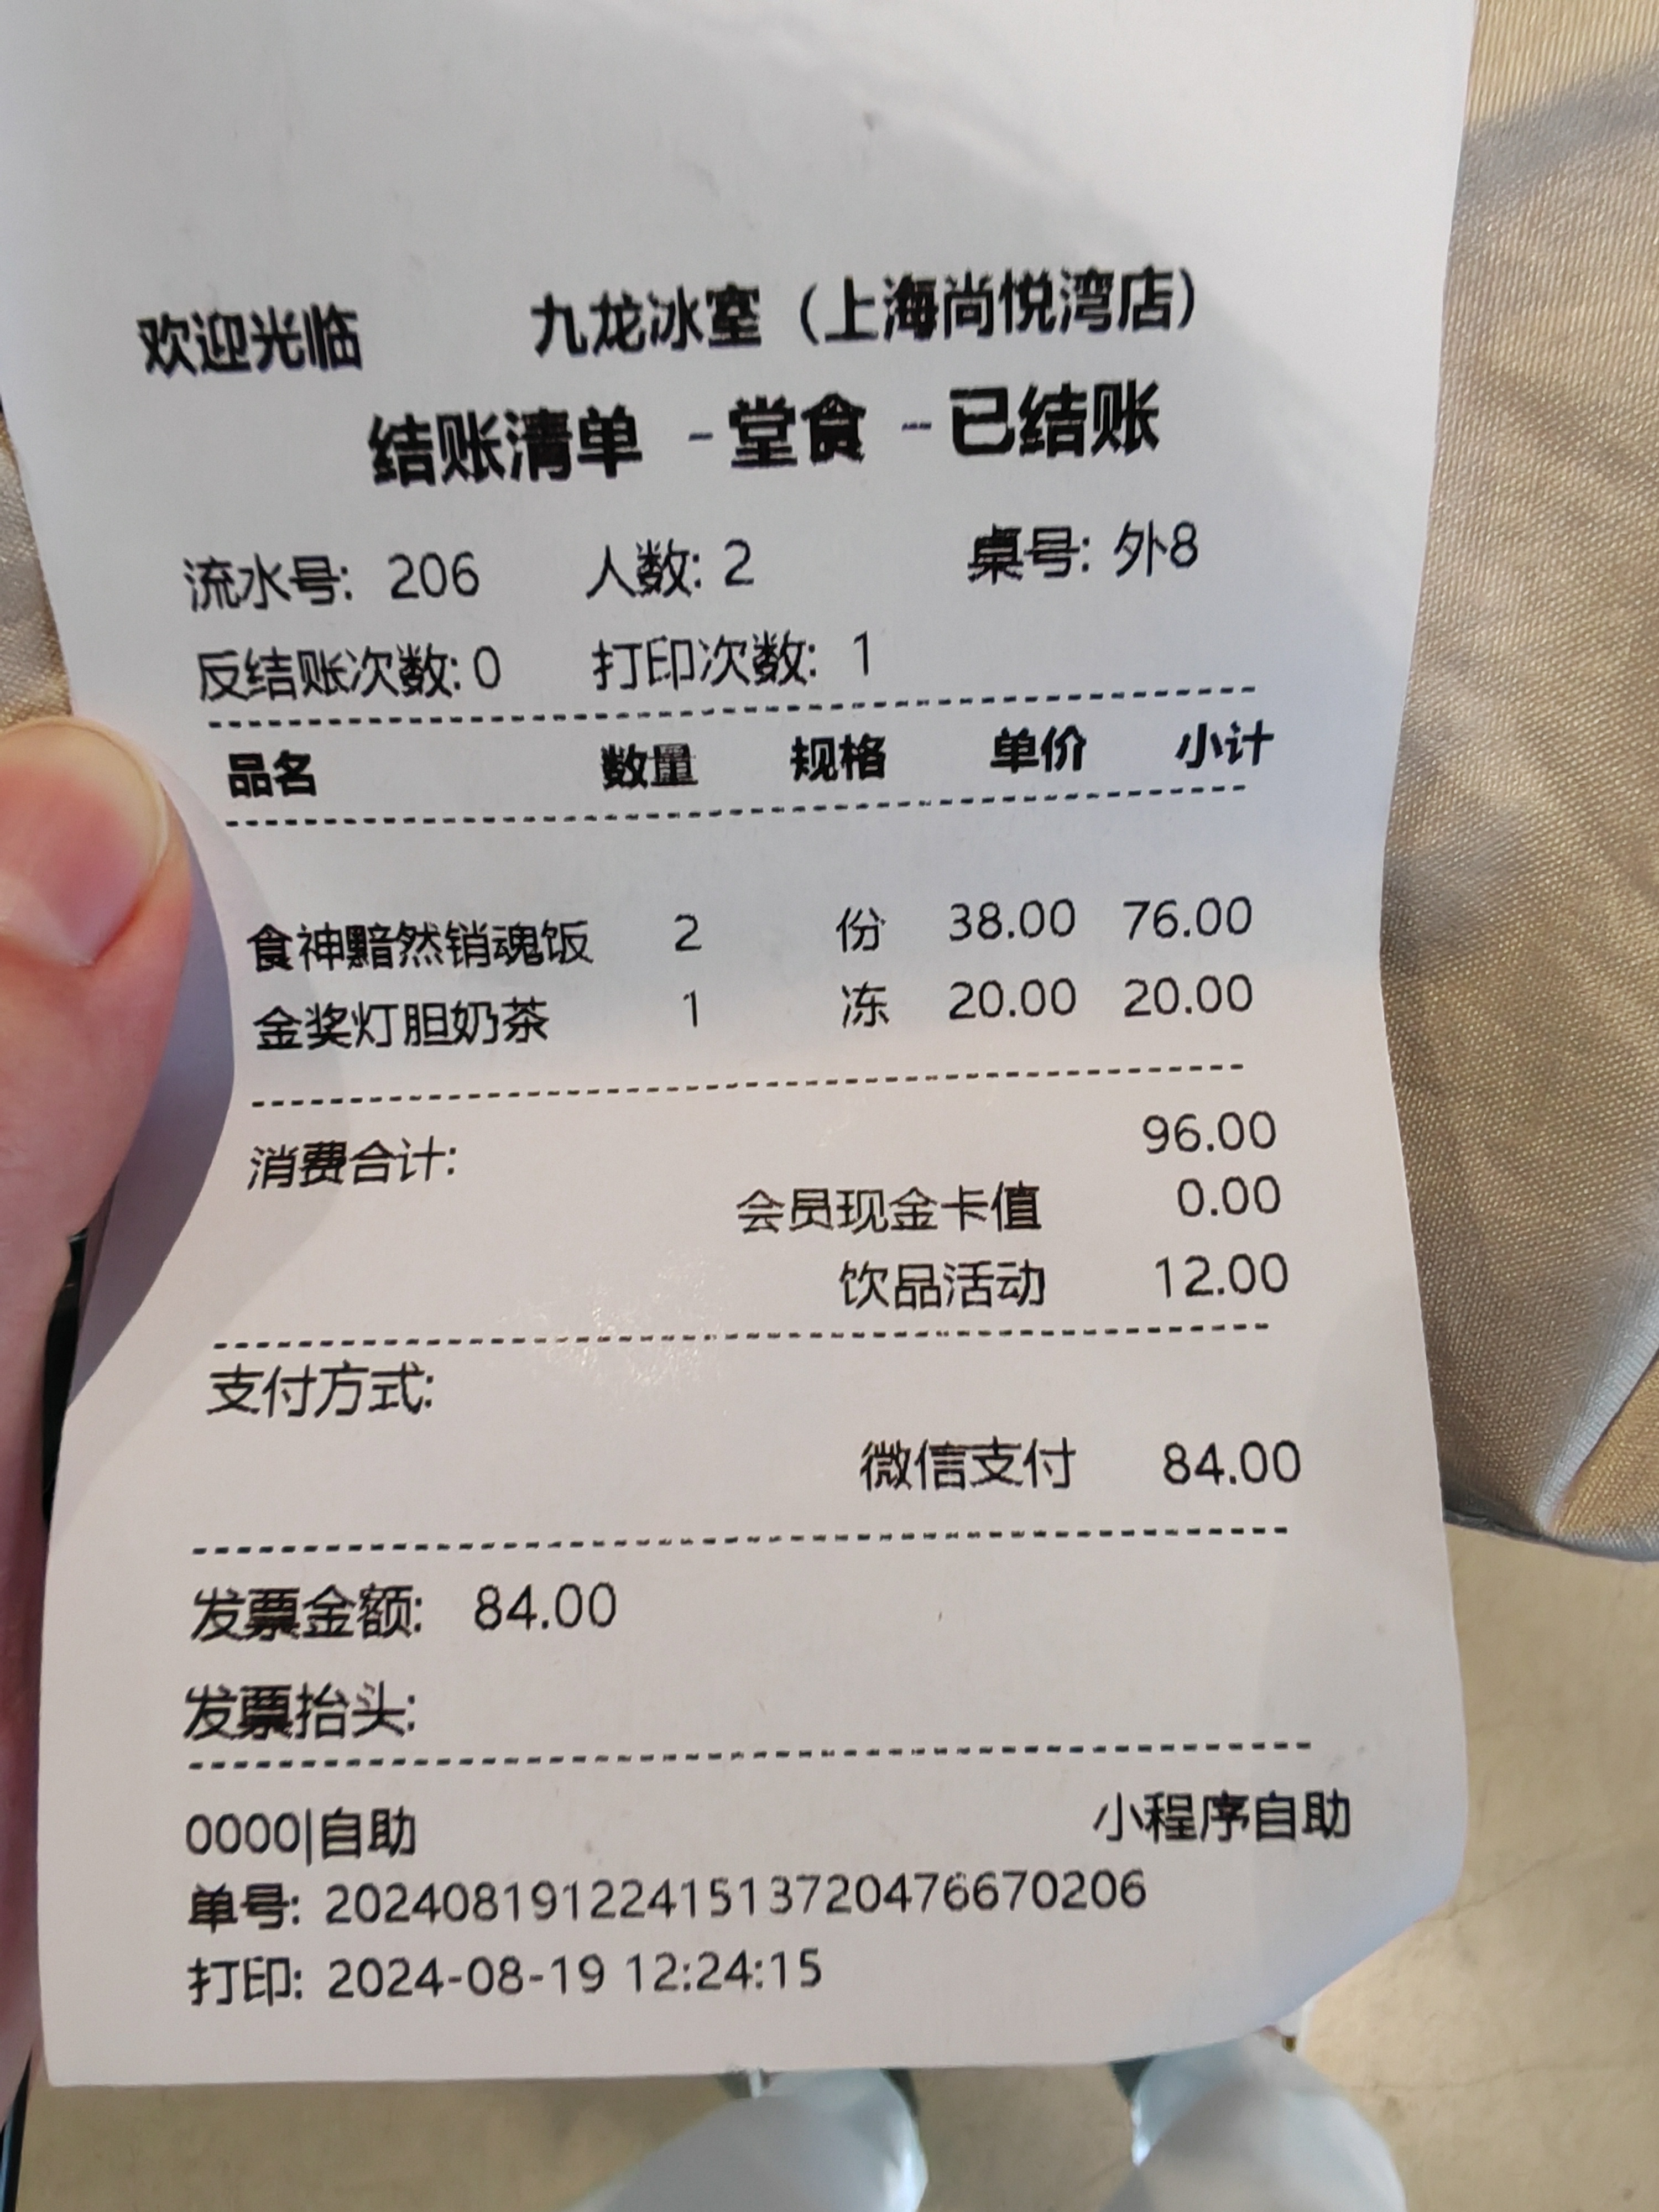 欢迎光临 九龙冰室（上海尚悦湾店）
结账清单 -堂食 -已结账
流水号: 206 人数: 2 桌号: 外8
反结账次数: 0 打印次数: 1
品名 数量 规格 单价 小计
食神黯然销魂饭 2 份 38.00 76.00
金奖灯胆奶茶 1 冻 20.00 20.00
消费合计: 96.00
会员现金卡值 0.00
饮品活动 12.00
支付方式:
微信支付 84.00
发票金额: 84.00
发票抬头:
0000|自助 小程序自助
单号: 20240819122415137204766​70206
打印: 2024-08-19 12:24:15